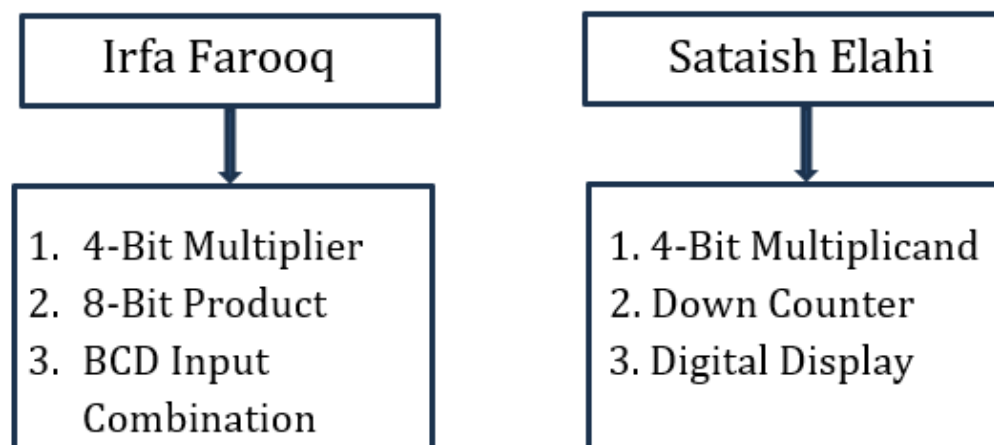 Irfa Farooq
1. 4-Bit Multiplier
2. 8-Bit Product
3. BCD Input
Combination
Sataish Elahi
1. 4-Bit Multiplicand
2. Down Counter
3. Digital Display